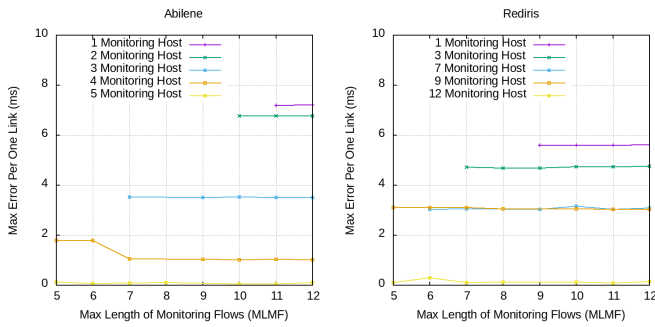 Abilene
10
8
6
4
2
0
Max Error Per One Link (ms)
1 Monitoring Host
2 Monitoring Host
3 Monitoring Host
4 Monitoring Host
5 Monitoring Host
5 6 7 8 9 10 11 12
Max Length of Monitoring Flows (MLMF)
Rediris
10
8
6
4
2
0
Max Error Per One Link (ms)
1 Monitoring Host
3 Monitoring Host
7 Monitoring Host
9 Monitoring Host
12 Monitoring Host
5 6 7 8 9 10 11 12
Max Length of Monitoring Flows (MLMF)